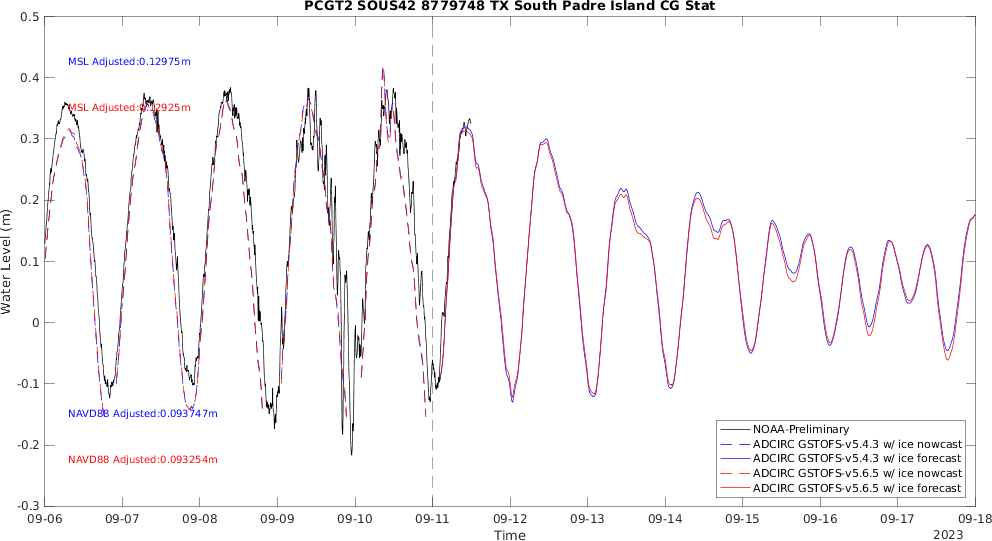 PCGT2 SOUS42 8779748 TX South Padre Island CG Stat
0.5
0.4
0.3
0.2
0.1
0
-0.1
-0.2
-0.3
Water Level (m)
MSL Adjusted:0.12975m
MSL Adjusted:0.12925m
NAVD88 Adjusted:0.093747m
NAVD88 Adjusted:0.093254m
NOAA-Preliminary
ADCIRC GSTOFS-v5.4.3 w/ ice nowcast
ADCIRC GSTOFS-v5.4.3 w/ ice forecast
ADCIRC GSTOFS-v5.6.5 w/ ice nowcast
ADCIRC GSTOFS-v5.6.5 w/ ice forecast
09-06 09-07 09-08 09-09 09-10 09-11 09-12 09-13 09-14 09-15 09-16 09-17 09-18
Time
2023